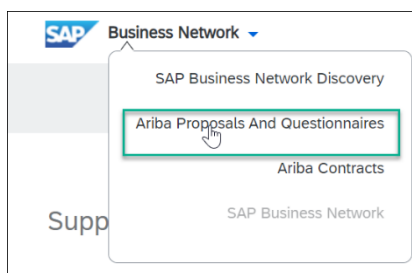 SAP Business Network
SAP Business Network Discovery
Ariba Proposals And Questionnaires
Ariba Contracts
SAP Business Network
Supp